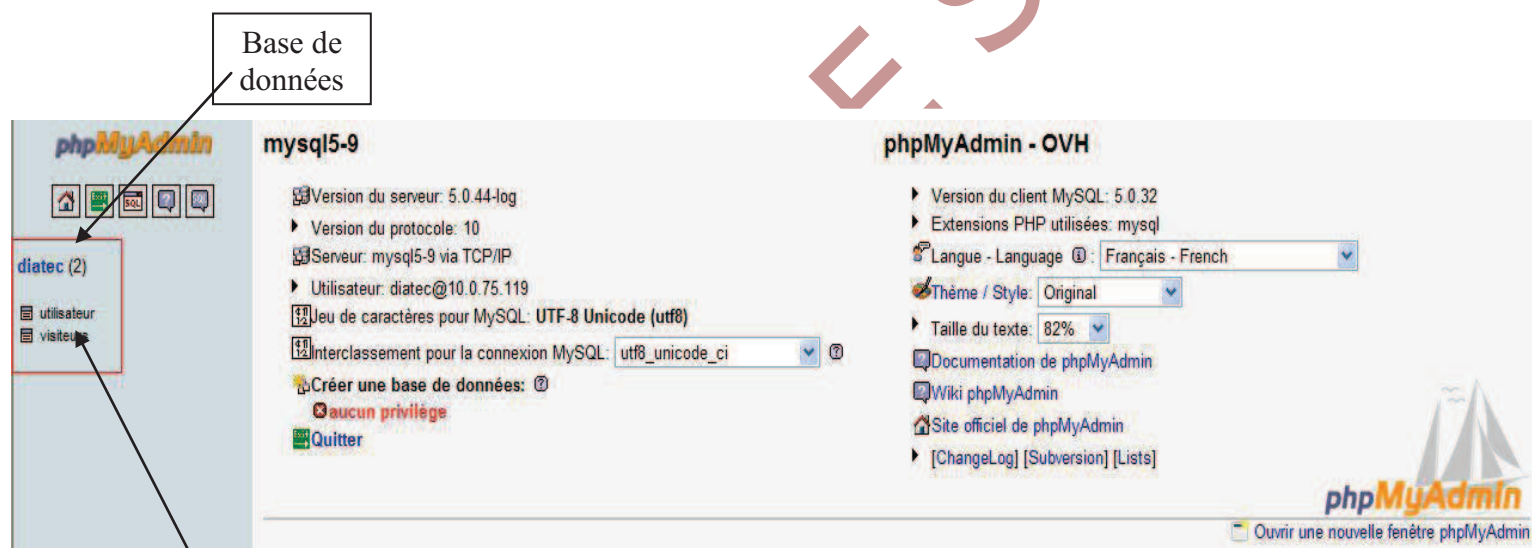 Base de
données
phpMyAdmin
diatec (2)
utilisateur
visiteurs
mysql5-9
Version du serveur: 5.0.44-log
Version du protocole: 10
Serveur: mysql5-9 via TCP/IP
Utilisateur: diatec@10.0.75.119
Jeu de caractères pour MySQL: UTF-8 Unicode (utf8)
Interclassement pour la connexion MySQL: utf8_unicode_ci
Créer une base de données:
aucun privilège
Quitter
phpMyAdmin - OVH
Version du client MySQL: 5.0.32
Extensions PHP utilisées: mysql
Langue - Language : Français - French
Thème / Style: Original
Taille du texte: 82%
Documentation de phpMyAdmin
Wiki phpMyAdmin
Site officiel de phpMyAdmin
[ChangeLog] [Subversion] [Lists]
phpMyAdmin
Ouvrir une nouvelle fenêtre phpMyAdmin